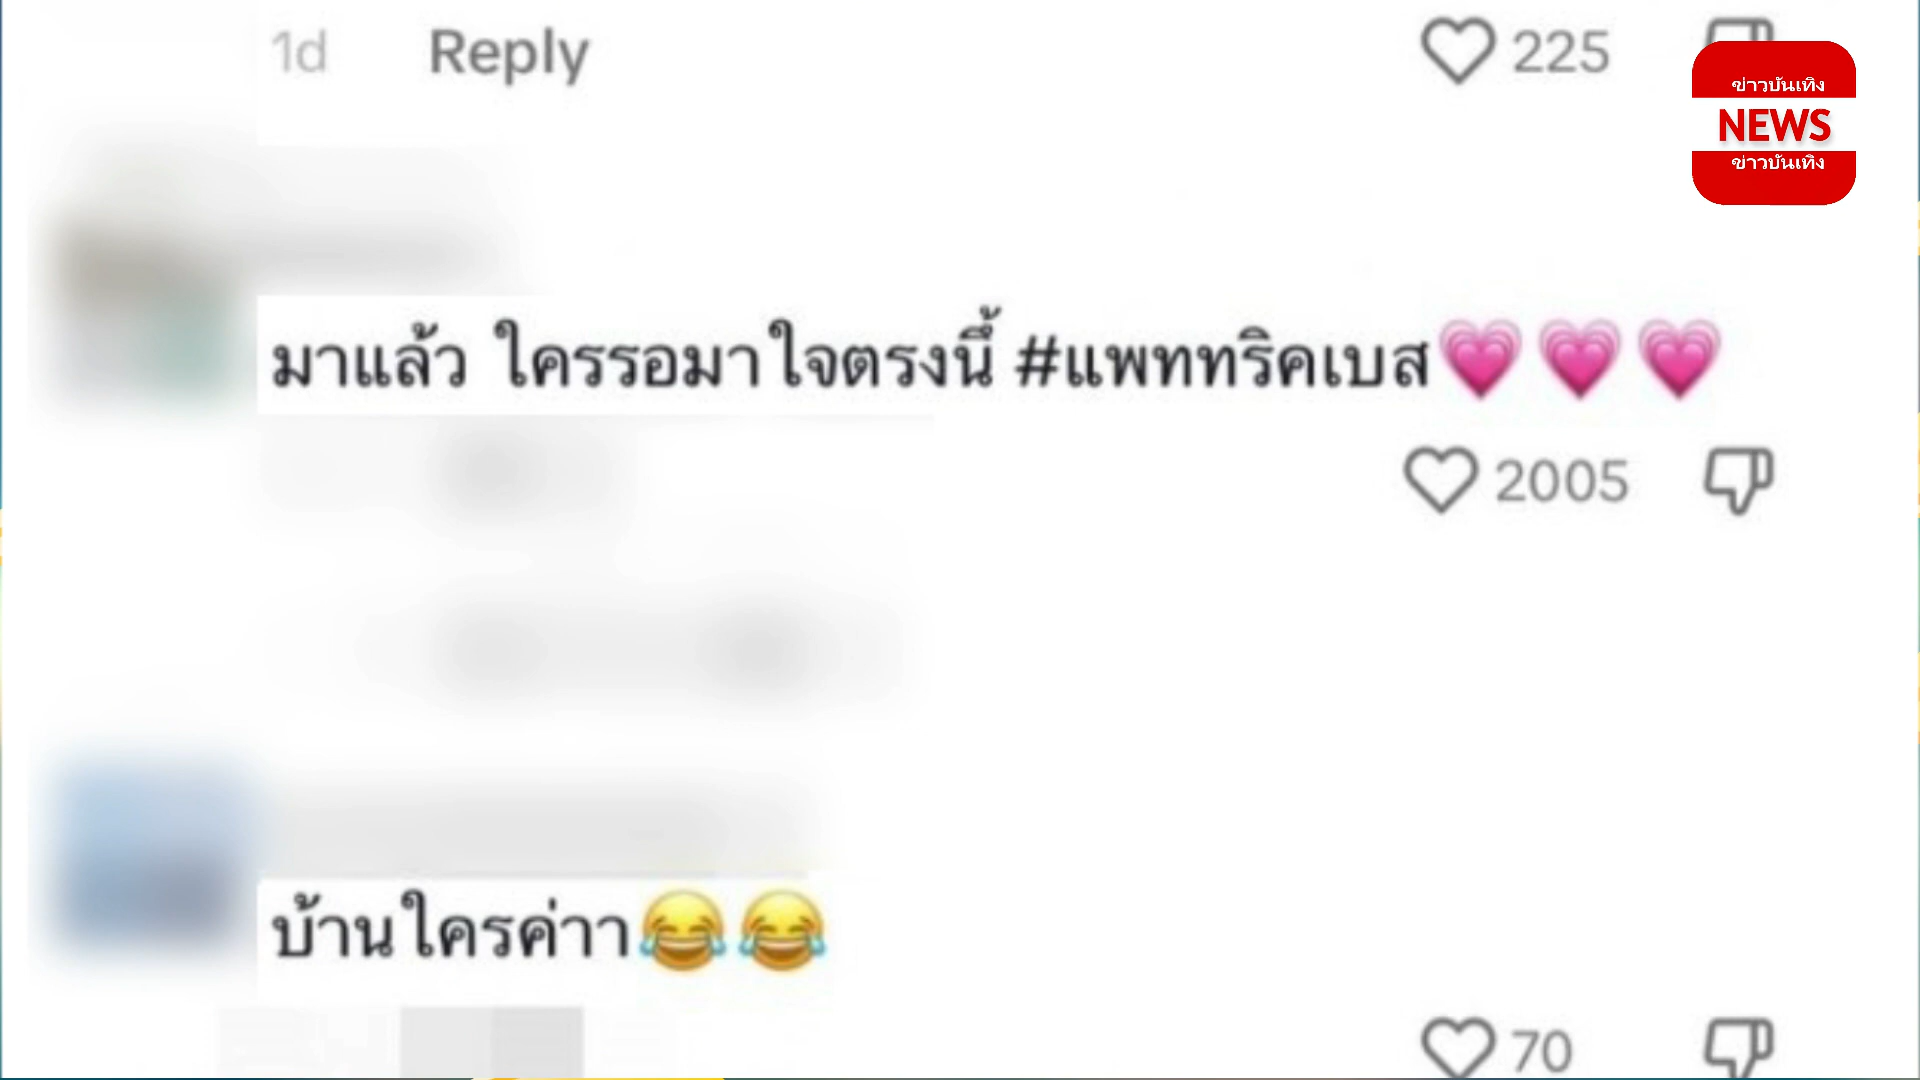 1d Reply 225
ข่าวบันเทิง
NEWS
ข่าวบันเทิง
มาแล้ว ใครรอมาใจตรงนี้ #แพททริคเบส💗💗💗
2005
บ้านใครค่าา😂😂
70